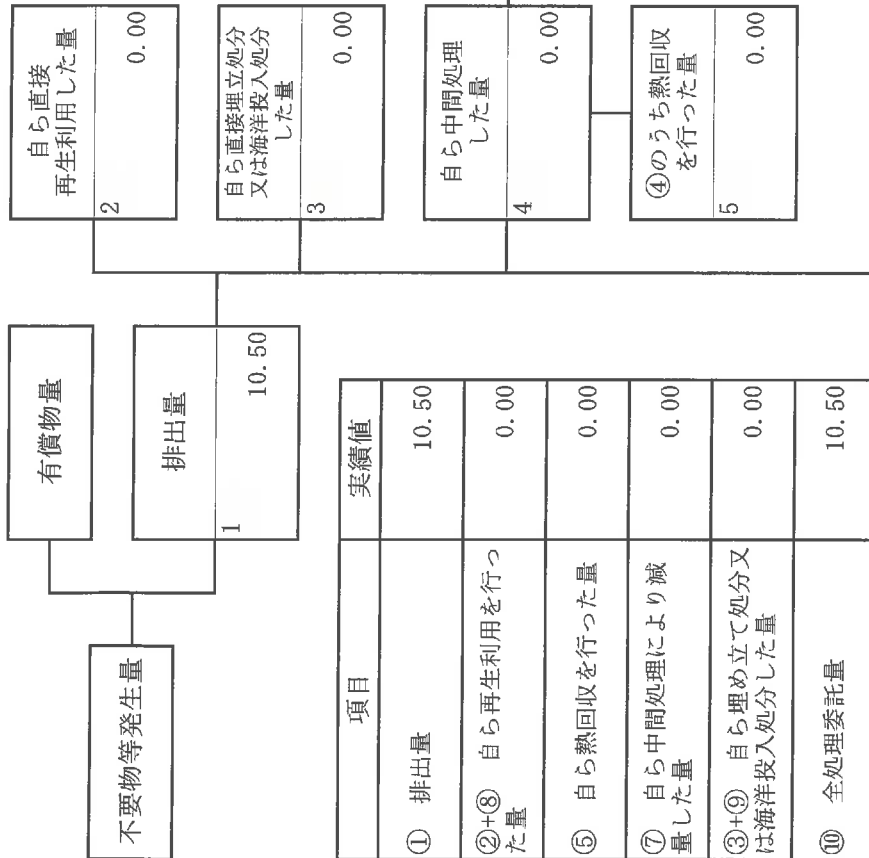 自ら直接
再生利用した量
2
0.00
自ら直接埋立処分
又は海洋投入処分
した量
3
0.00
自ら中間処理
した量
4
0.00
④のうち熱回収
を行った量
5
0.00
有償物量
排出量
1
10.50
不要物等発生量
項目 実績値
① 排出量 10.50
②+⑧ 自ら再生利用を行っ
た量 0.00
⑤ 自ら熱回収を行った量 0.00
⑦ 自ら中間処理により減
量した量 0.00
③+⑨ 自ら埋め立て処分又
は海洋投入処分した量 0.00
⑩ 全処理委託量 10.50